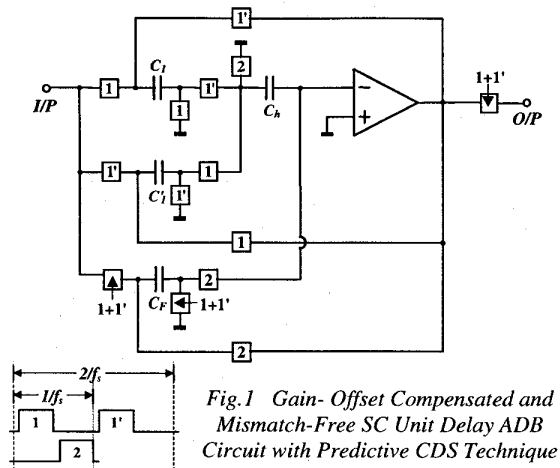 1'
2
I/P
1
C1
1'
Ch
−
+
1+1'
O/P
1
1'
C'1
1
1'
1
1+1'
CF
2
1+1'
2
2/fs
1/fs
1
1'
2
Fig.1 Gain- Offset Compensated and
Mismatch-Free SC Unit Delay ADB
Circuit with Predictive CDS Technique